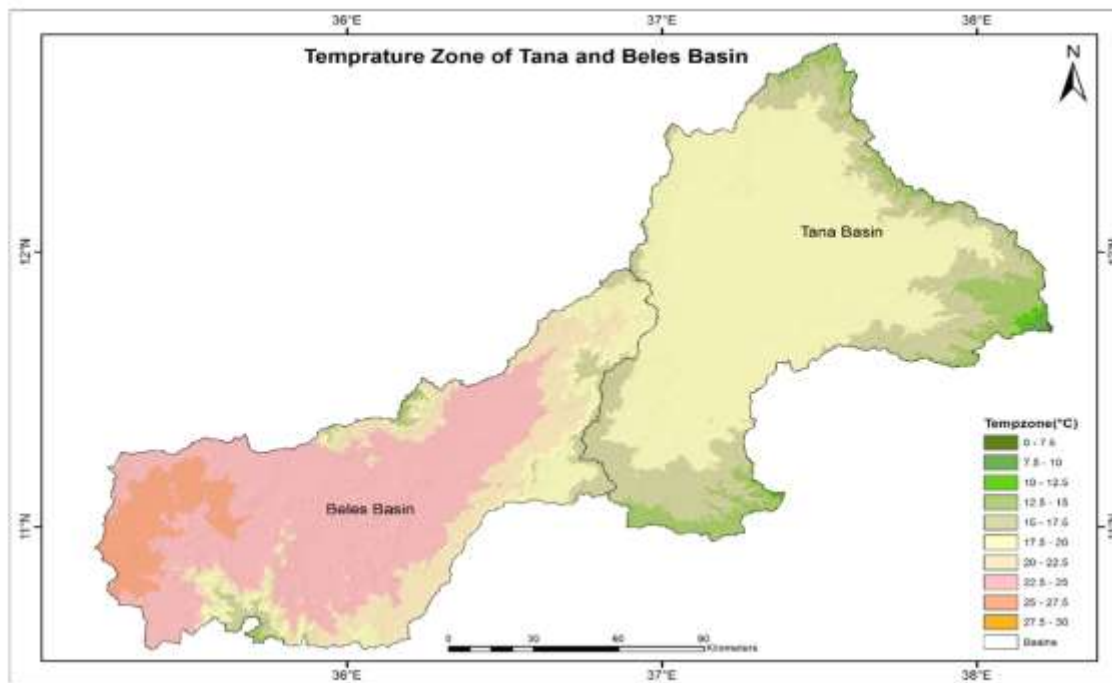 36°E 37°E 38°E
Temprature Zone of Tana and Beles Basin
N
Tana Basin
12°N
Beles Basin
11°N
Tempzone(°C)
0 - 7.5
7.5 - 10
10 - 12.5
12.5 - 15
15 - 17.5
17.5 - 20
20 - 22.5
22.5 - 25
25 - 27.5
27.5 - 30
Basins
0 30 60 90
Kilometers
36°E 37°E 38°E